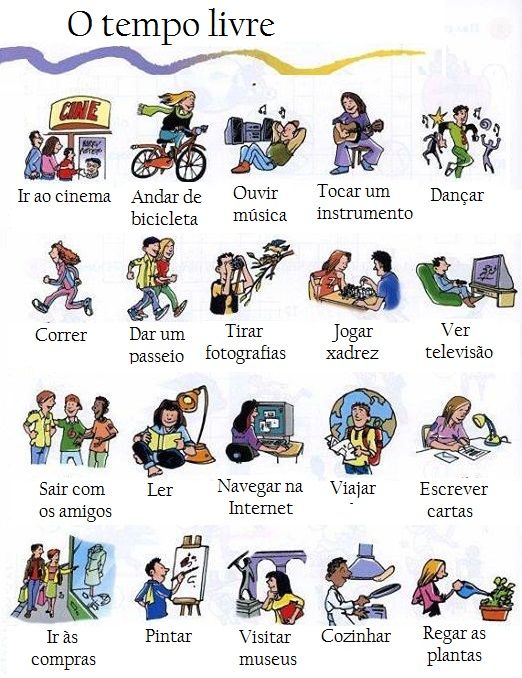 O tempo livre
CINE
Ir ao cinema
Andar de
bicicleta
Ouvir
música
Tocar um
instrumento
Dançar
Correr
Dar um
passeio
Tirar
fotografias
Jogar
xadrez
Ver
televisão
Sair com
os amigos
Ler
Navegar na
Internet
Viajar
Escrever
cartas
Ir às
compras
Pintar
Visitar
museus
Cozinhar
Regar as
plantas